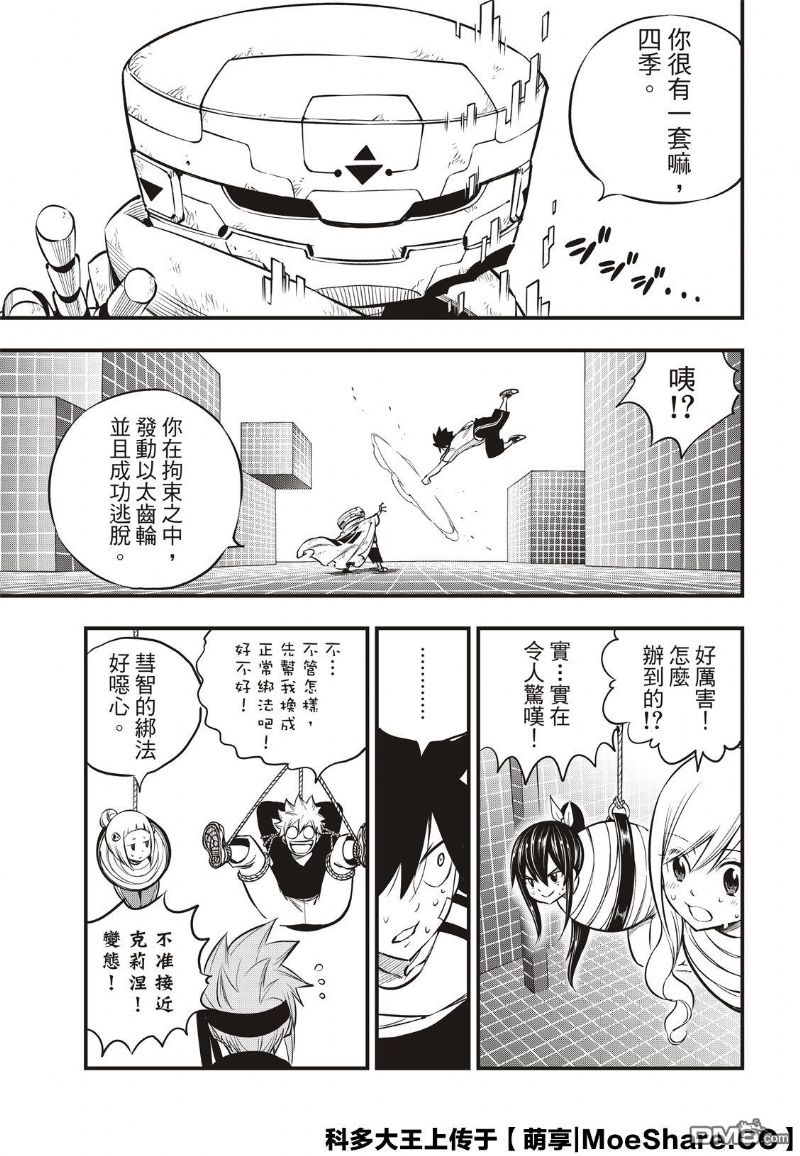 你很有一套嘛，
四季。
ブブブ…
咦!?
你在拘束之中，
發動以太齒輪
並且成功逃脫。
好厲害！
怎麼
辦到的!?
實…實在
令人驚嘆！
………
不…
不管怎樣，
先幫我換成
正常綁法吧！
好不好！
彗智的綁法
好噁心。
不准接近
克莉涅！
變態！
科多大王上传于【萌享|MoeShare.CC】